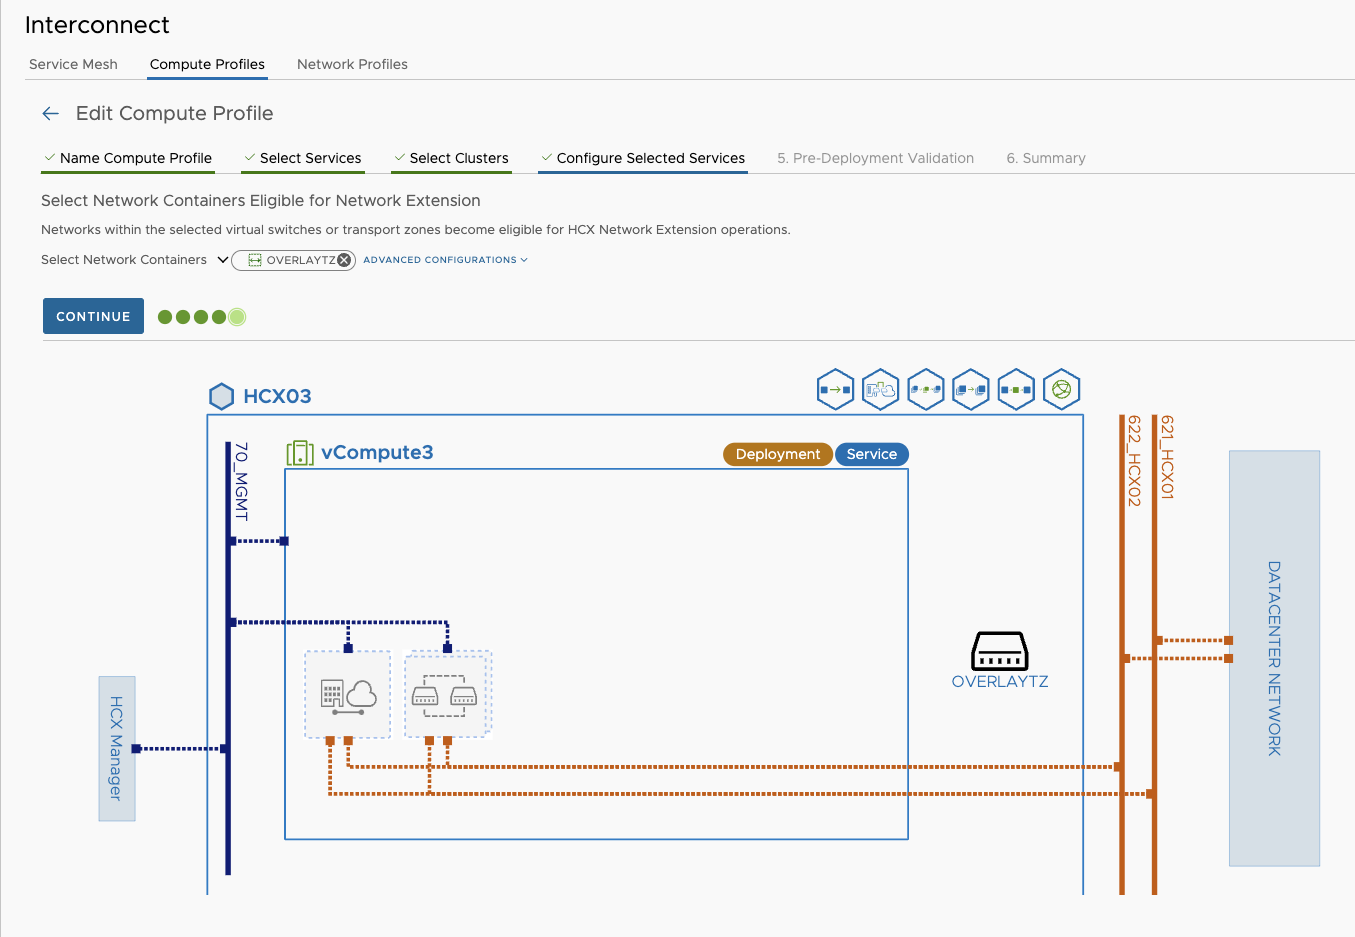 Interconnect
Service Mesh Compute Profiles Network Profiles
Edit Compute Profile
Name Compute Profile Select Services Select Clusters Configure Selected Services 5. Pre-Deployment Validation 6. Summary
Select Network Containers Eligible for Network Extension
Networks within the selected virtual switches or transport zones become eligible for HCX Network Extension operations.
Select Network Containers OVERLAYTZ ADVANCED CONFIGURATIONS
CONTINUE
HCX03
70_MGMT
vCompute3
Deployment Service
622_HCX02
621_HCX01
DATACENTER NETWORK
OVERLAYTZ
HCX Manager